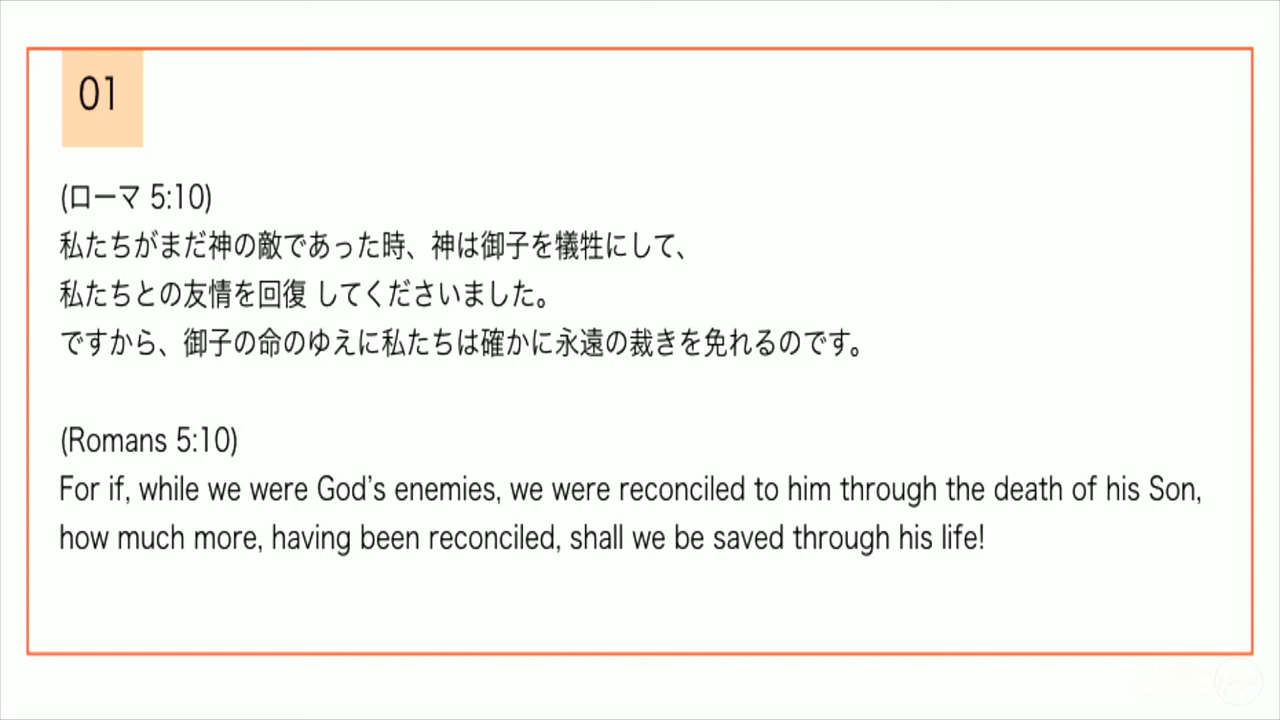 01
(ローマ 5:10)
私たちがまだ神の敵であった時、神は御子を犠牲にして、
私たちとの友情を回復 してくださいました。
ですから、御子の命のゆえに私たちは確かに永遠の裁きを免れるのです。
(Romans 5:10)
For if, while we were God’s enemies, we were reconciled to him through the death of his Son,
how much more, having been reconciled, shall we be saved through his life!